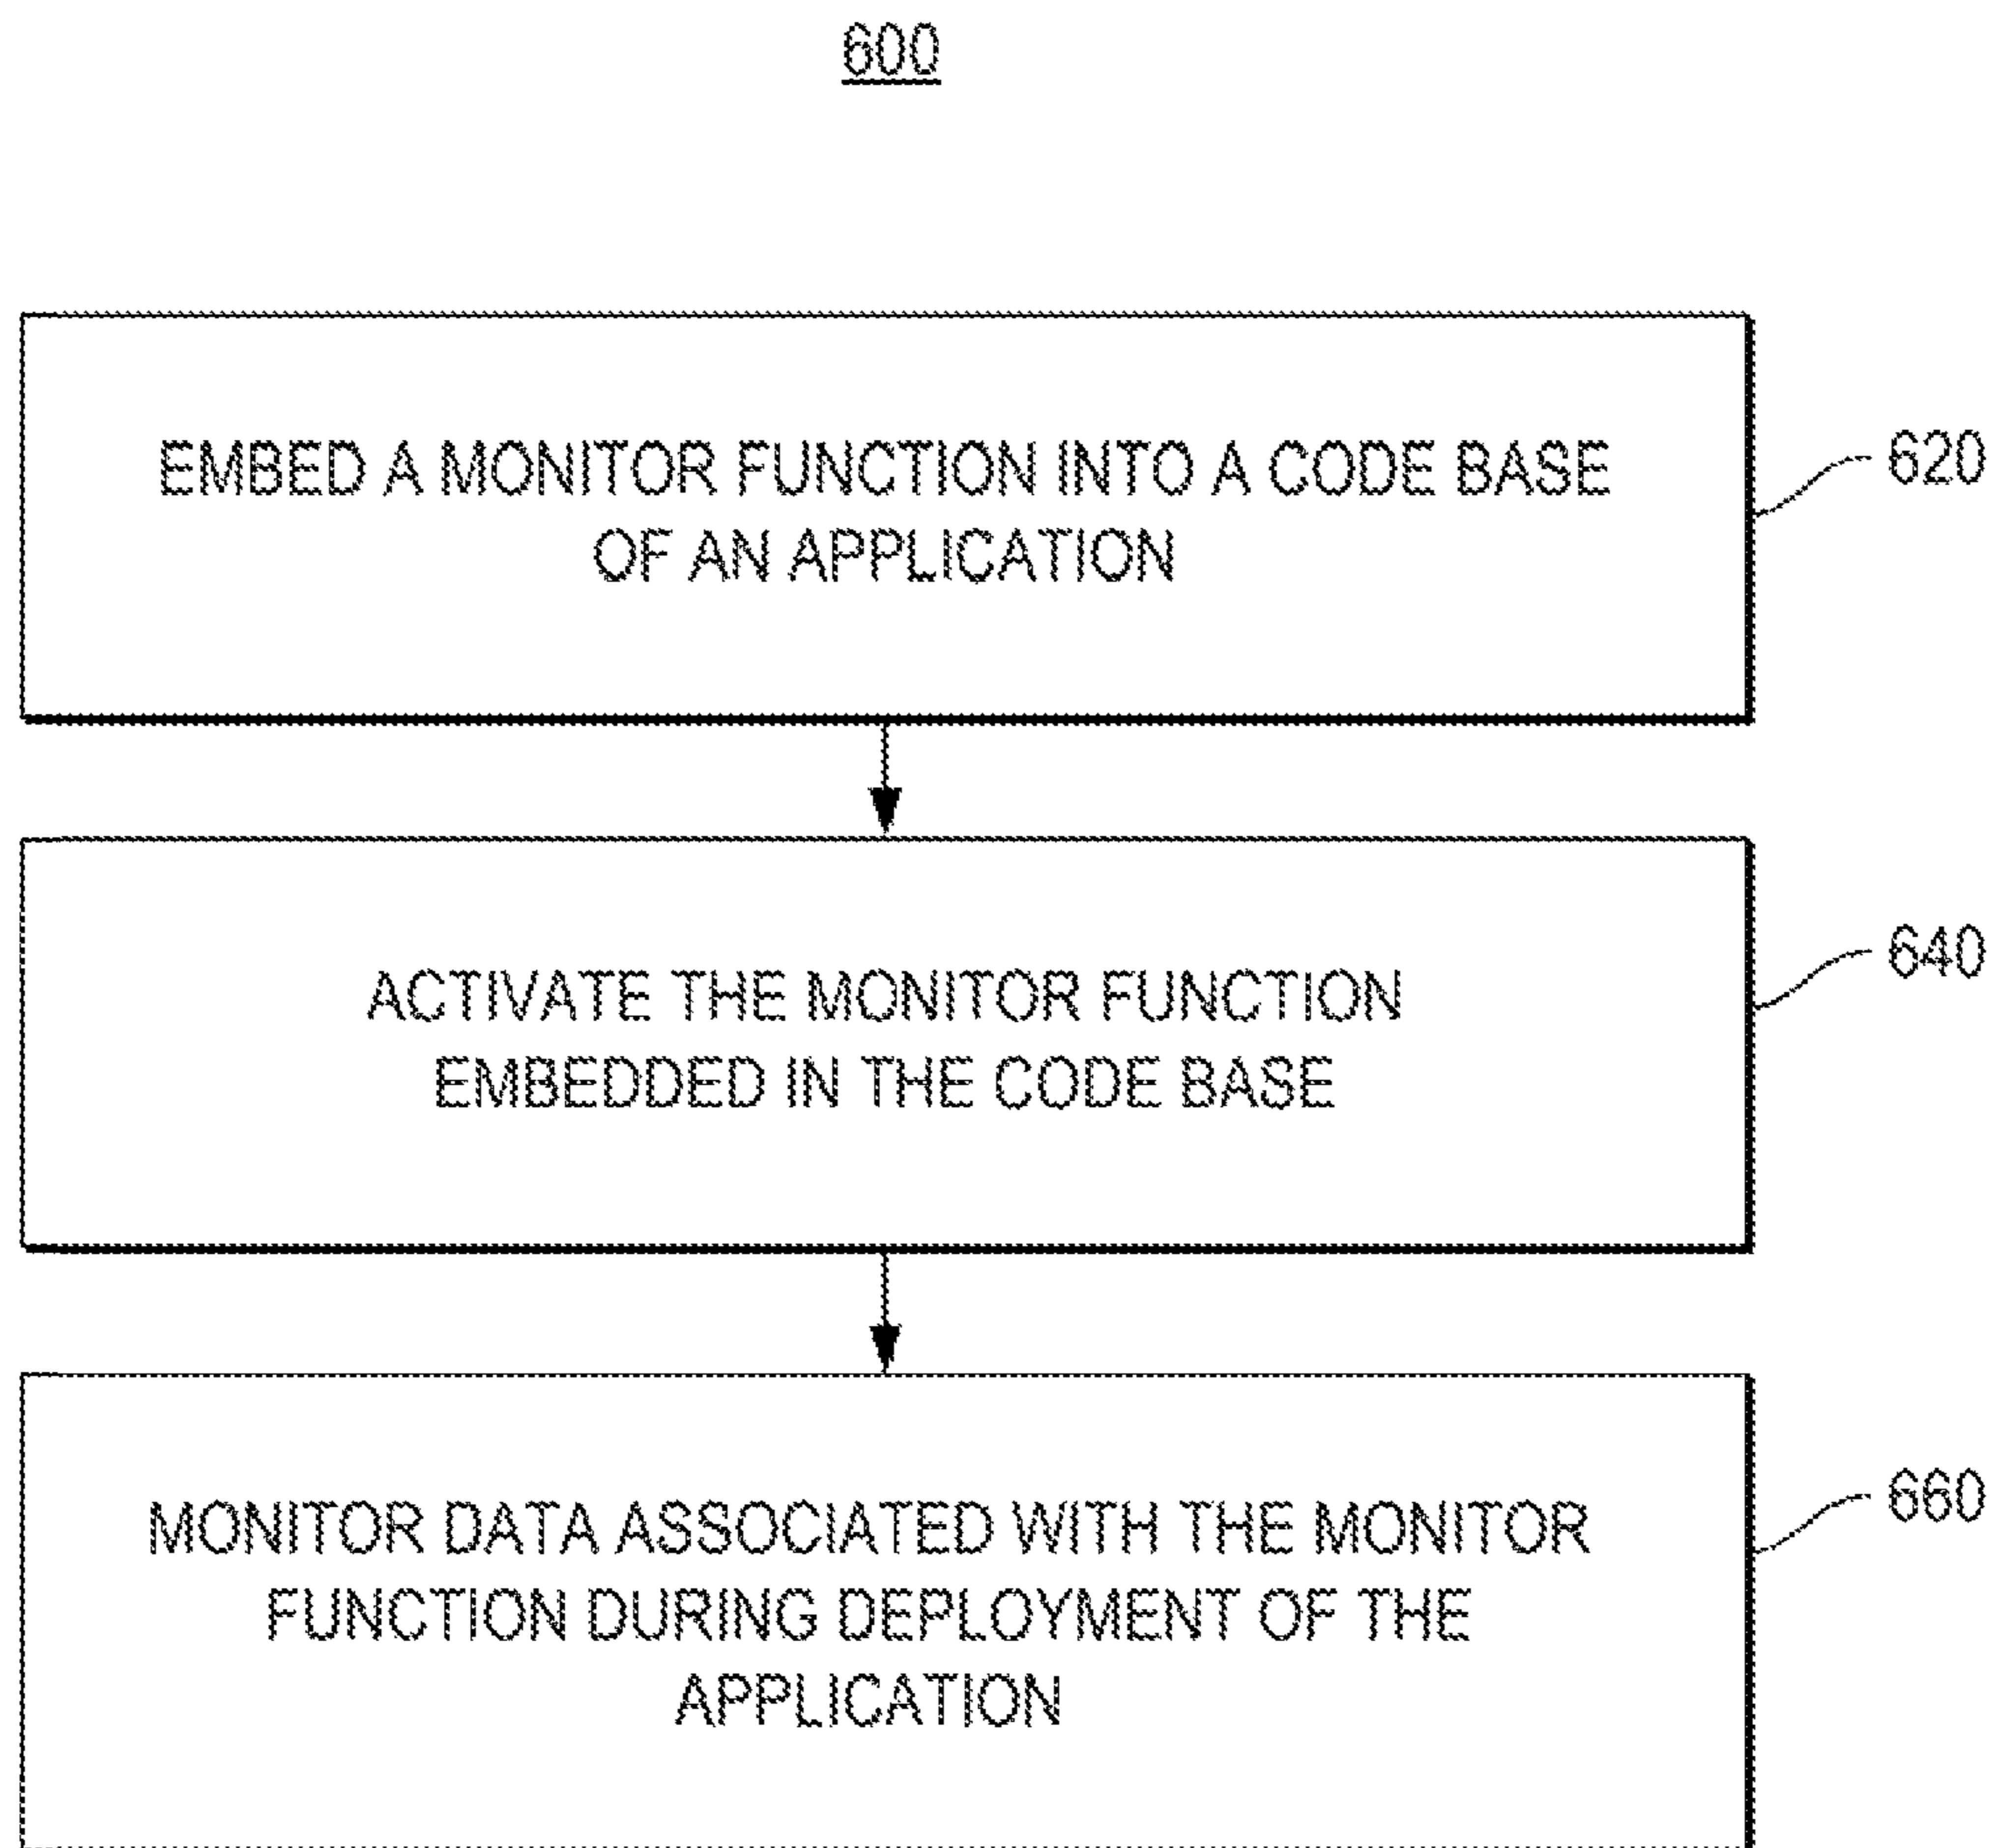 600
EMBED A MONITOR FUNCTION INTO A CODE BASE
OF AN APPLICATION
620
ACTIVATE THE MONITOR FUNCTION
EMBEDDED IN THE CODE BASE
640
MONITOR DATA ASSOCIATED WITH THE MONITOR
FUNCTION DURING DEPLOYMENT OF THE
APPLICATION
660